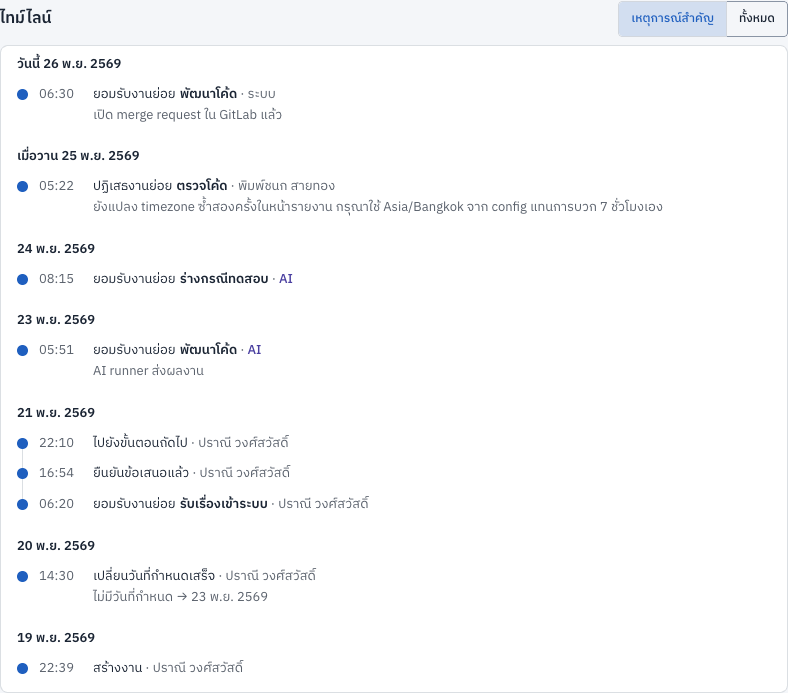 ไทม์ไลน์
เหตุการณ์สำคัญ
ทั้งหมด
วันนี้ 26 พ.ย. 2569
06:30 ยอมรับงานย่อย พัฒนาโค้ด · ระบบ
เปิด merge request ใน GitLab แล้ว
เมื่อวาน 25 พ.ย. 2569
05:22 ปฏิเสธงานย่อย ตรวจโค้ด · พิมพ์ชนก สายทอง
ยังแปลง timezone ซ้ำสองครั้งในหน้ารายงาน กรุณาใช้ Asia/Bangkok จาก config แทนการบวก 7 ชั่วโมงเอง
24 พ.ย. 2569
08:15 ยอมรับงานย่อย ร่างกรณีทดสอบ · AI
23 พ.ย. 2569
05:51 ยอมรับงานย่อย พัฒนาโค้ด · AI
AI runner ส่งผลงาน
21 พ.ย. 2569
22:10 ไปยังขั้นตอนถัดไป · ปราณี วงศ์สวัสดิ์
16:54 ยืนยันข้อเสนอแล้ว · ปราณี วงศ์สวัสดิ์
06:20 ยอมรับงานย่อย รับเรื่องเข้าระบบ · ปราณี วงศ์สวัสดิ์
20 พ.ย. 2569
14:30 เปลี่ยนวันที่กำหนดเสร็จ · ปราณี วงศ์สวัสดิ์
ไม่มีวันที่กำหนด → 23 พ.ย. 2569
19 พ.ย. 2569
22:39 สร้างงาน · ปราณี วงศ์สวัสดิ์